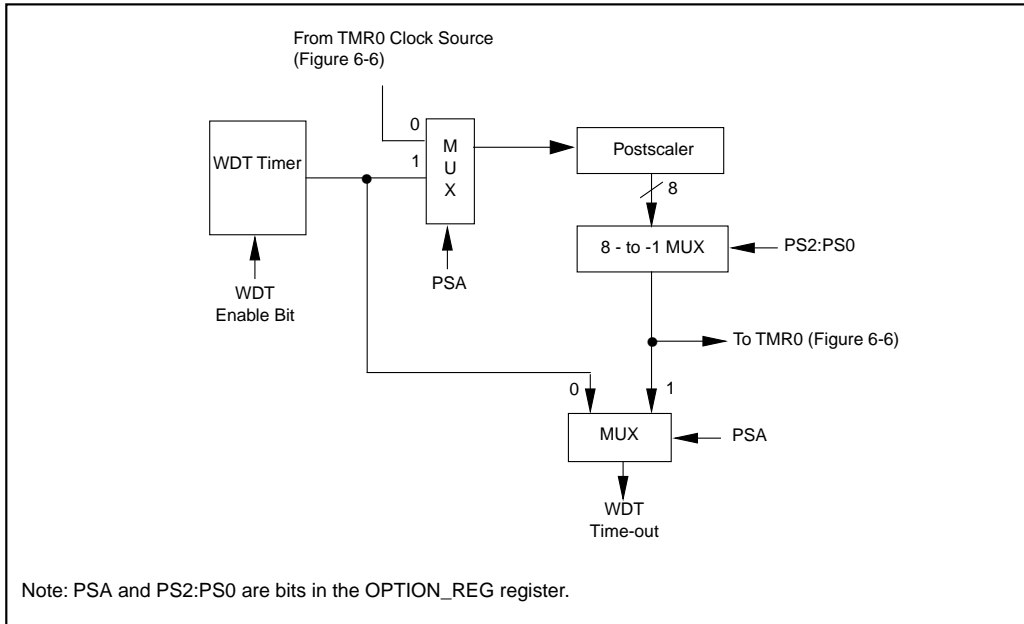 From TMR0 Clock Source
(Figure 6-6)
0
1
M
U
X
WDT Timer
Postscaler
8
8 - to -1 MUX
PS2:PS0
PSA
WDT
Enable Bit
To TMR0 (Figure 6-6)
0
1
MUX
PSA
WDT
Time-out
Note: PSA and PS2:PS0 are bits in the OPTION_REG register.